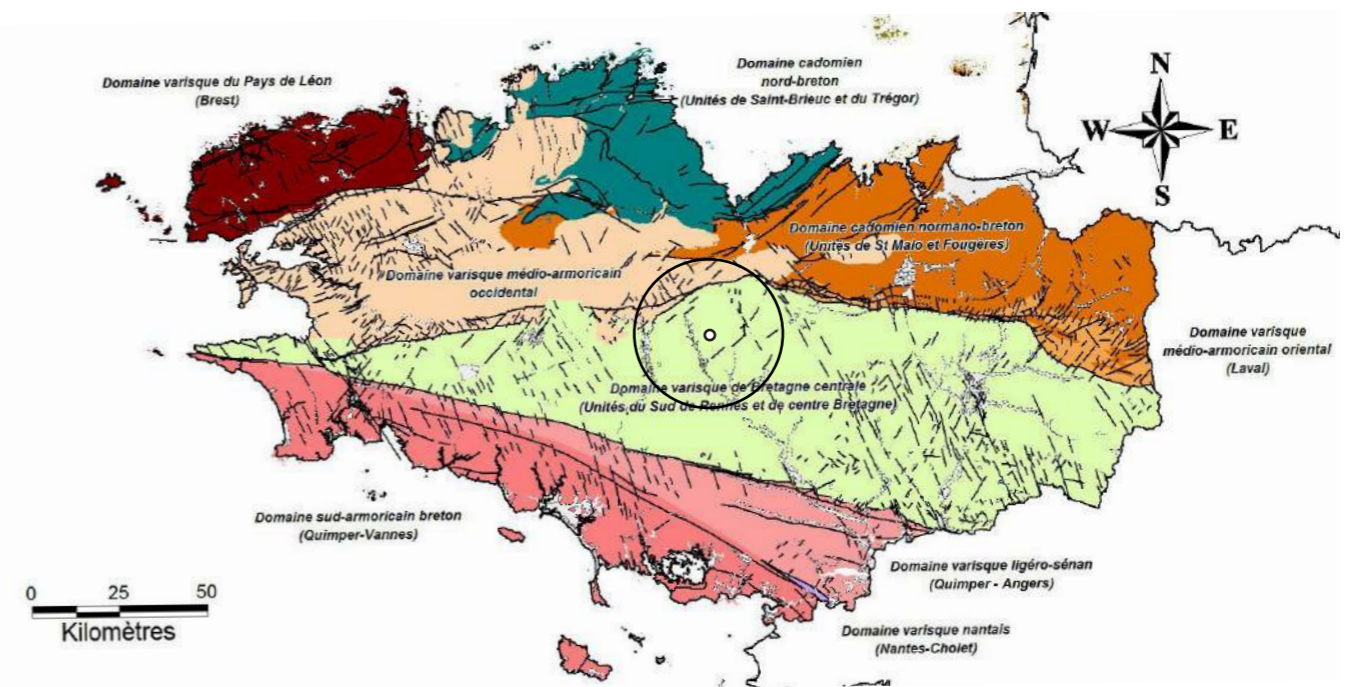 Domaine varisque du Pays de Léon
(Brest)
Domaine cadomien
nord-breton
(Unités de Saint-Brieuc et du Trégor)
N
W
E
S
Domaine cadomien normano-breton
(Unités de St Malo et Fougères)
Domaine varisque médio-armoricain
occidental
Domaine varisque
médio-armoricain oriental
(Laval)
Domaine varisque de Bretagne centrale
(Unités du Sud de Rennes et de centre Bretagne)
Domaine sud-armoricain breton
(Quimper-Vannes)
Domaine varisque ligéro-sénan
(Quimper - Angers)
Domaine varisque nantais
(Nantes-Cholet)
0 25 50
Kilomètres